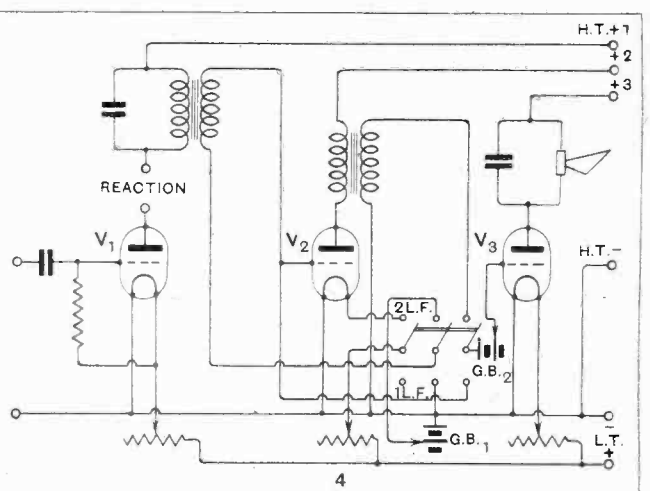 H.T.+1
+2
+3
REACTION
V1
V2
V3
H.T.-
2 L.F.
G.B.2
1 L.F.
G.B.1
-
L.T.
+
4